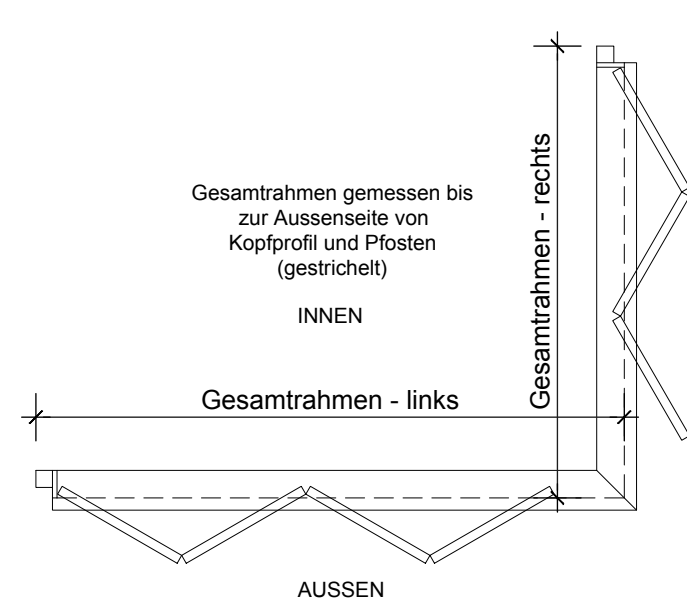 Gesamtrahmen gemessen bis
zur Aussenseite von
Kopfprofil und Pfosten
(gestrichelt)
INNEN
Gesamtrahmen - rechts
Gesamtrahmen - links
AUSSEN